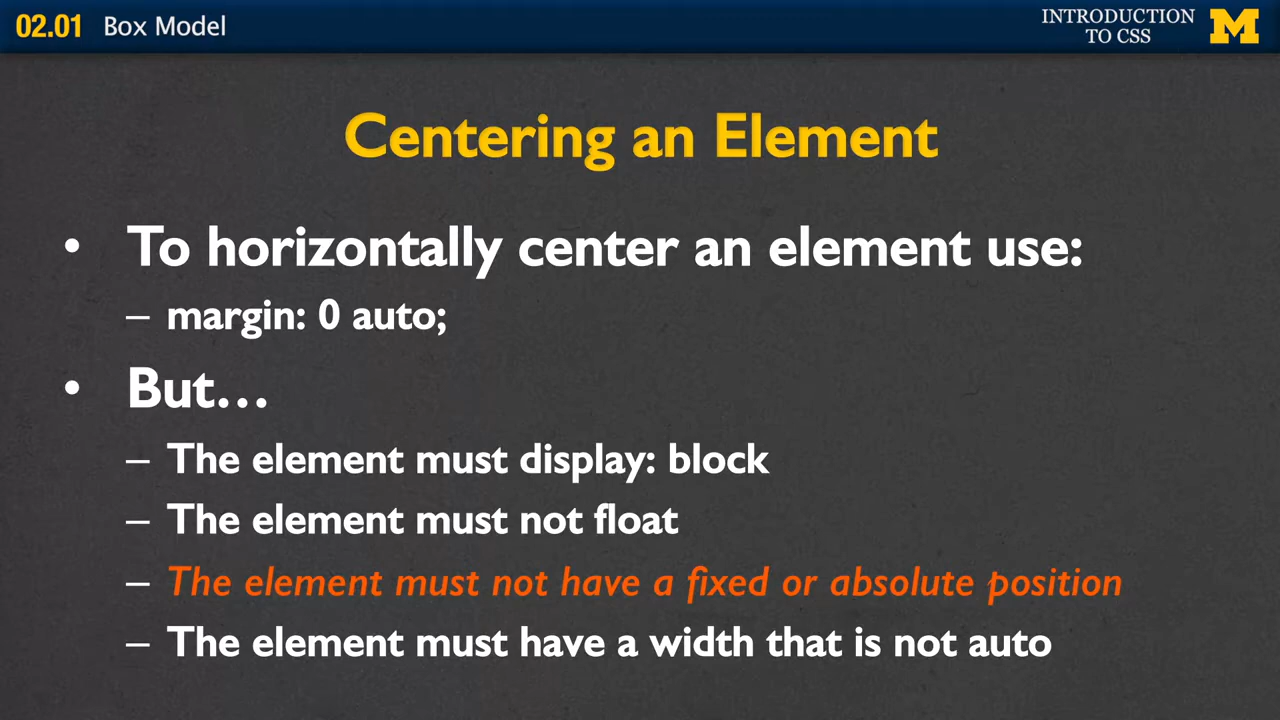 02.01 Box Model
INTRODUCTION
TO CSS
M
Centering an Element
• To horizontally center an element use:
– margin: 0 auto;
• But…
– The element must display: block
– The element must not float
– The element must not have a fixed or absolute position
– The element must have a width that is not auto